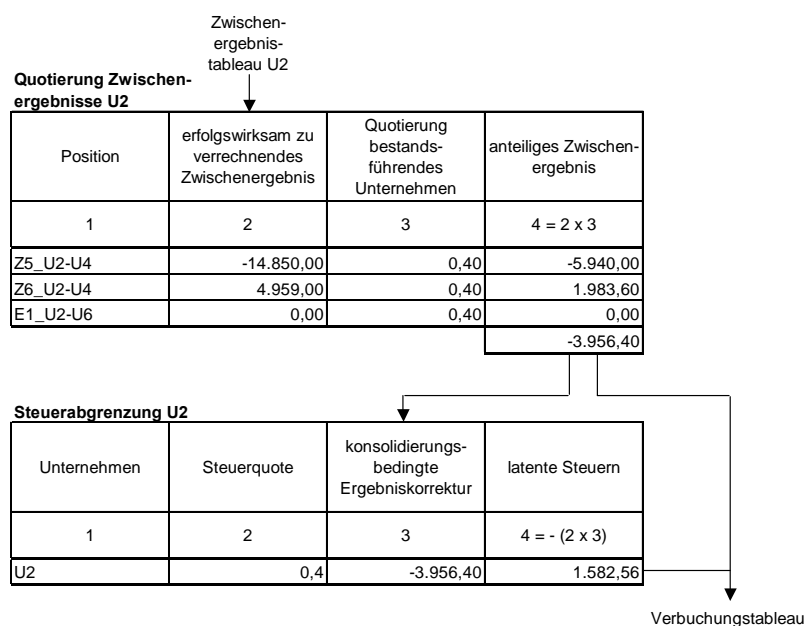 Zwischen-
ergebnis-
tableau U2
Quotierung Zwischen-
ergebnisse U2
Position
erfolgswirksam zu
verrechnendes
Zwischenergebnis
Quotierung
bestands-
führendes
Unternehmen
anteiliges Zwischen-
ergebnis
1 2 3 4 = 2 x 3
Z5_U2-U4 -14.850,00 0,40 -5.940,00
Z6_U2-U4 4.959,00 0,40 1.983,60
E1_U2-U6 0,00 0,40 0,00
-3.956,40
Steuerabgrenzung U2
Unternehmen
Steuerquote
konsolidierungs-
bedingte
Ergebniskorrektur
latente Steuern
1 2 3 4 = - (2 x 3)
U2 0,4 -3.956,40 1.582,56
Verbuchungstableau